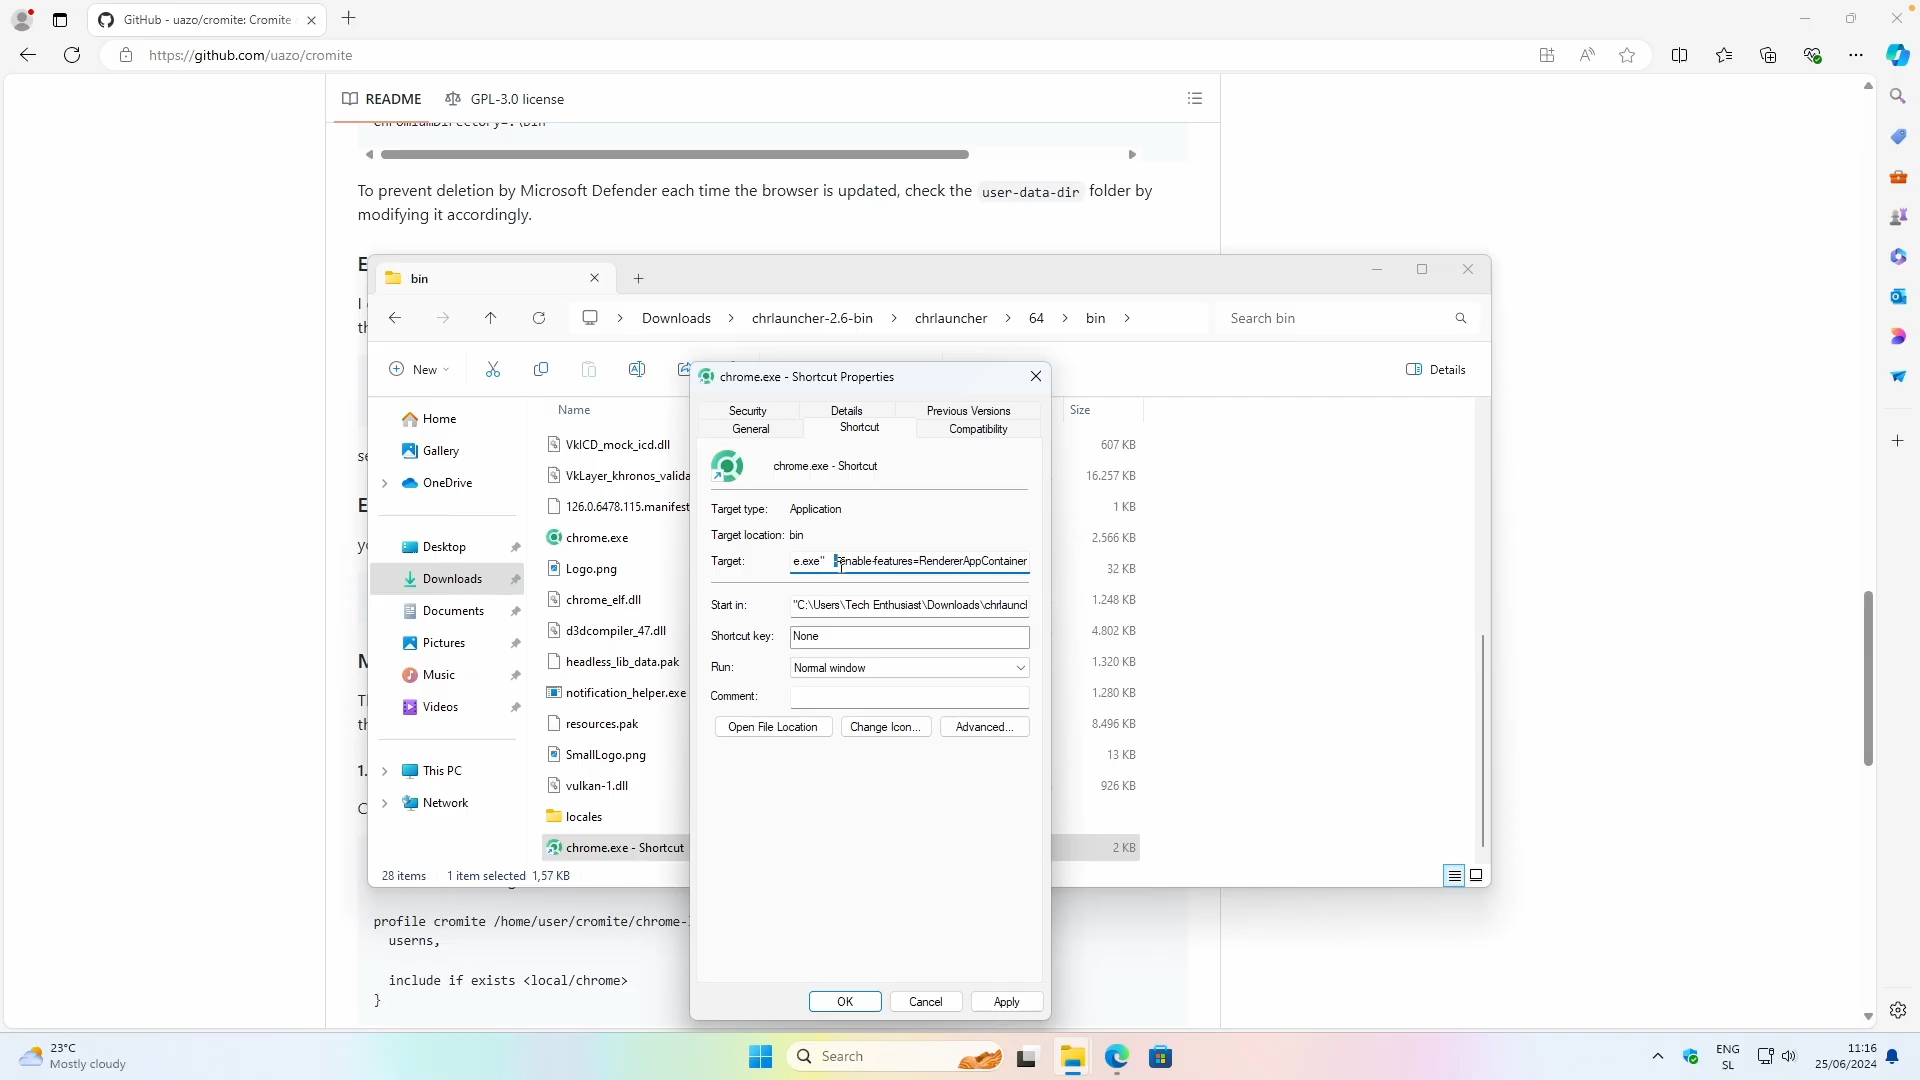 GitHub - uazo/cromite: Cromite
https://github.com/uazo/cromite
README
GPL-3.0 license
To prevent deletion by Microsoft Defender each time the browser is updated, check the user-data-dir folder by
modifying it accordingly.
bin
Downloads > chrlauncher-2.6-bin > chrlauncher > 64 > bin >
Search bin
New
Details
Home
Gallery
OneDrive
Desktop
Downloads
Documents
Pictures
Music
Videos
This PC
Network
Name
Size
VkICD_mock_icd.dll 607 KB
VkLayer_khronos_valida 16.257 KB
126.0.6478.115.manifest 1 KB
chrome.exe 2.566 KB
Logo.png 32 KB
chrome_elf.dll 1.248 KB
d3dcompiler_47.dll 4.802 KB
headless_lib_data.pak 1.320 KB
notification_helper.exe 1.280 KB
resources.pak 8.496 KB
SmallLogo.png 13 KB
vulkan-1.dll 926 KB
locales
chrome.exe - Shortcut 2 KB
28 items 1 item selected 1,57 KB
chrome.exe - Shortcut Properties
Security Details Previous Versions
General Shortcut Compatibility
chrome.exe - Shortcut
Target type: Application
Target location: bin
Target: e.exe" enable-features=RendererAppContainer
Start in: "C:\Users\Tech Enthusiast\Downloads\chrlauncl
Shortcut key: None
Run: Normal window
Comment:
Open File Location Change Icon... Advanced...
OK Cancel Apply
profile cromite /home/user/cromite/chrome-
userns,
include if exists <local/chrome>
}
23°C
Mostly cloudy
Search
ENG
SL
11:16
25/06/2024